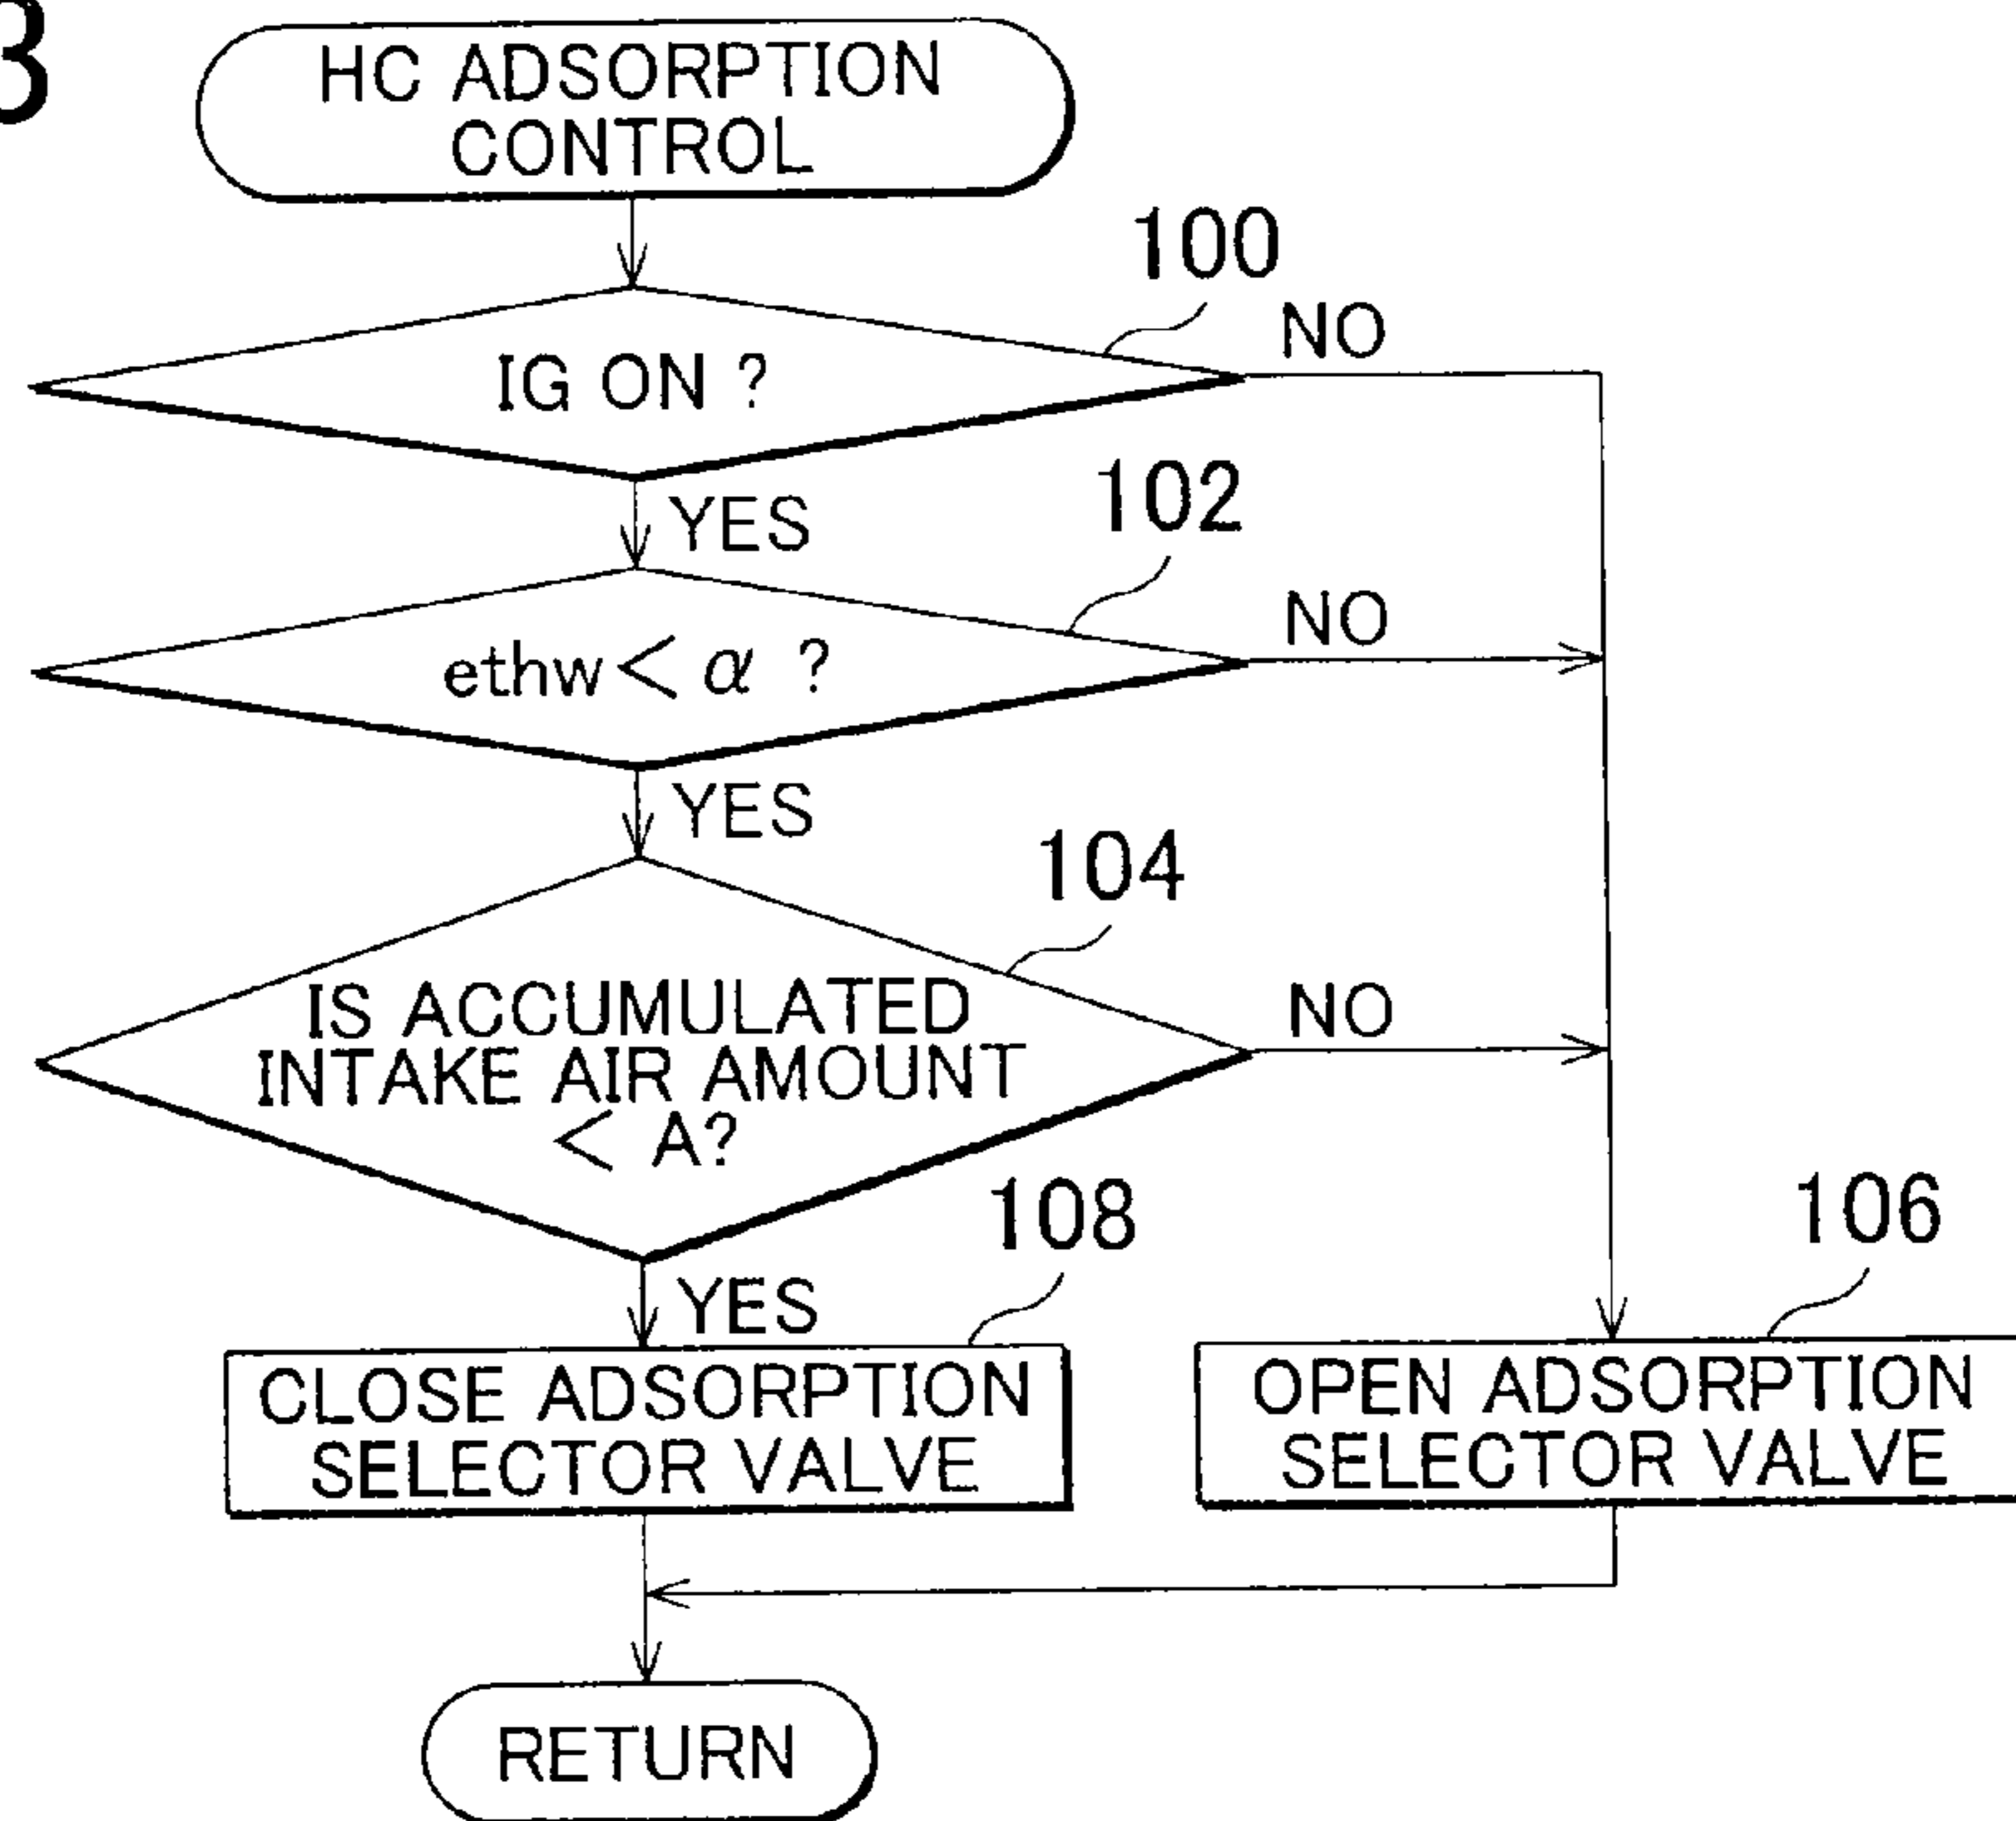 3
HC ADSORPTION
CONTROL
100
NO
IG ON ?
YES
102
NO
ethw < α ?
YES
104
NO
IS ACCUMULATED
INTAKE AIR AMOUNT
< A?
YES
108
106
CLOSE ADSORPTION
SELECTOR VALVE
OPEN ADSORPTION
SELECTOR VALVE
RETURN